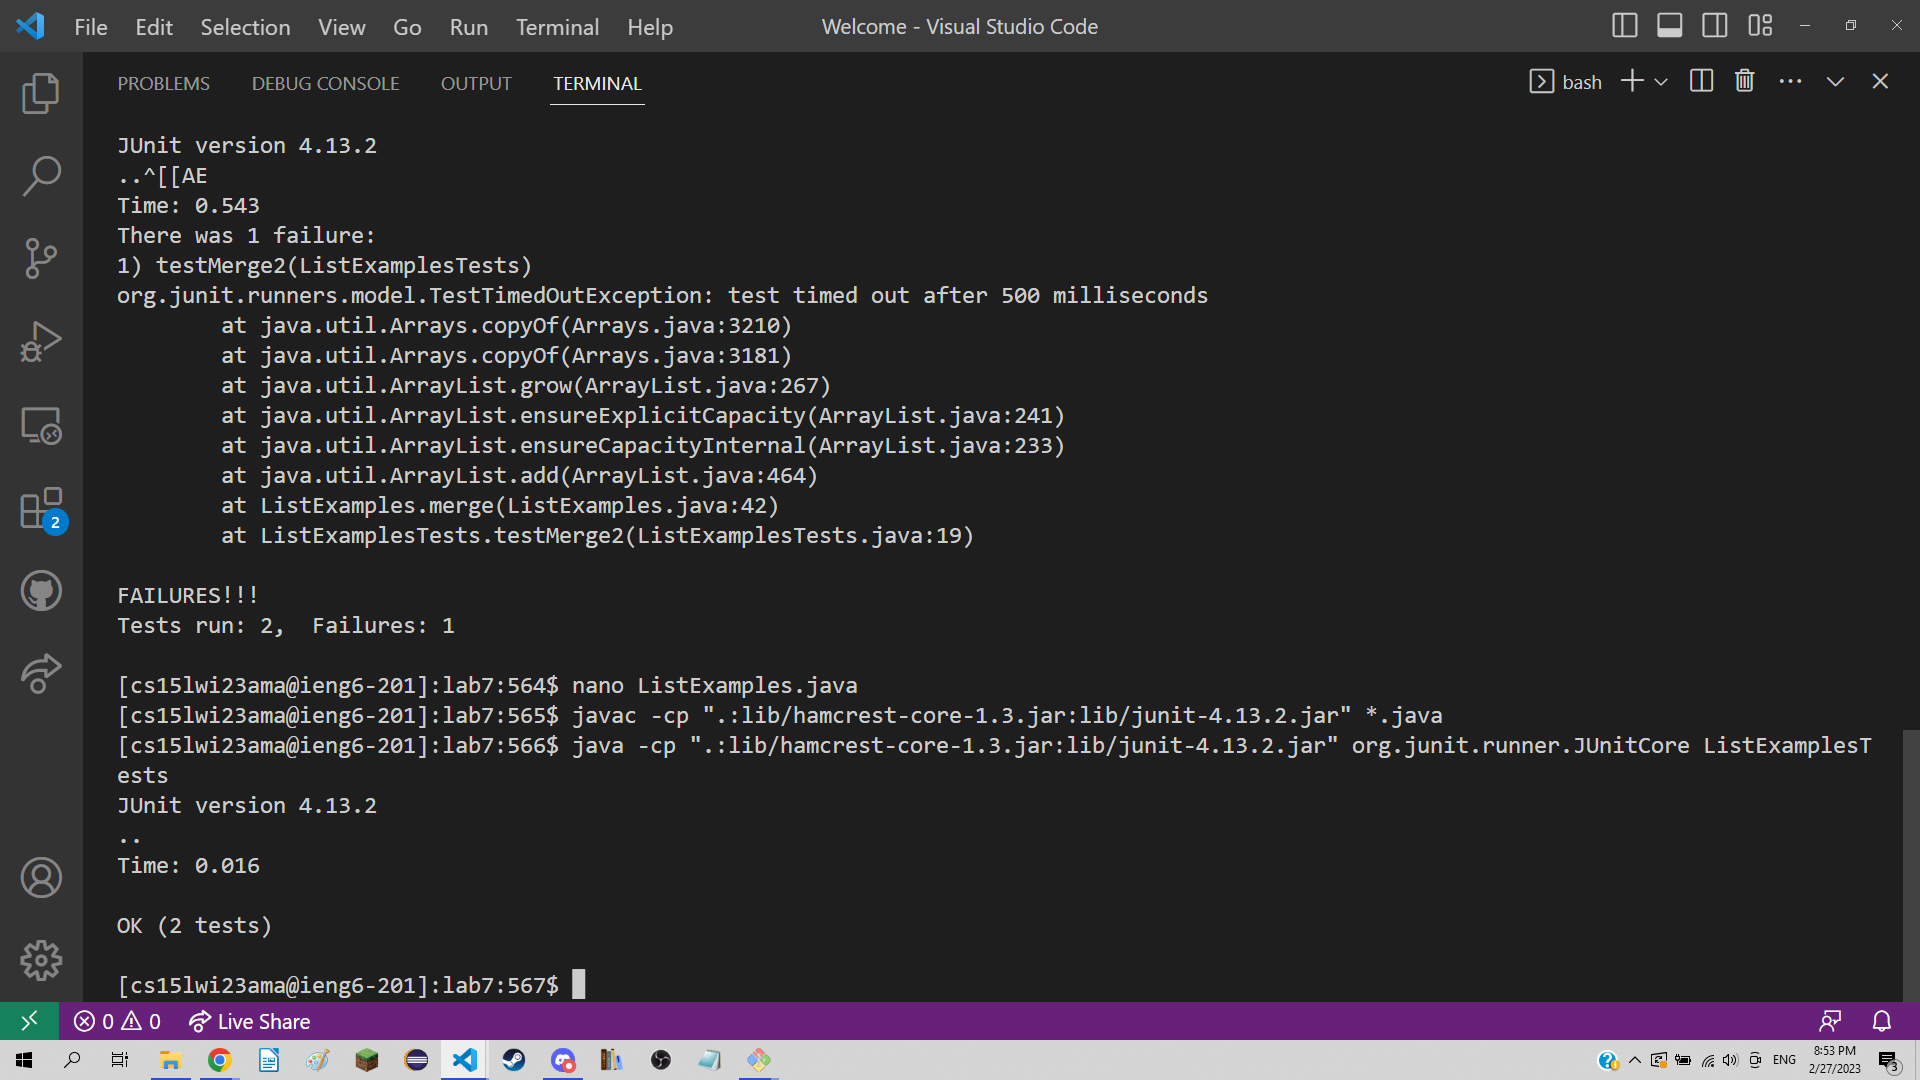 File Edit Selection View Go Run Terminal Help Welcome - Visual Studio Code
PROBLEMS DEBUG CONSOLE OUTPUT TERMINAL bash
JUnit version 4.13.2
..^[[AE
Time: 0.543
There was 1 failure:
1) testMerge2(ListExamplesTests)
org.junit.runners.model.TestTimedOutException: test timed out after 500 milliseconds
at java.util.Arrays.copyOf(Arrays.java:3210)
at java.util.Arrays.copyOf(Arrays.java:3181)
at java.util.ArrayList.grow(ArrayList.java:267)
at java.util.ArrayList.ensureExplicitCapacity(ArrayList.java:241)
at java.util.ArrayList.ensureCapacityInternal(ArrayList.java:233)
at java.util.ArrayList.add(ArrayList.java:464)
at ListExamples.merge(ListExamples.java:42)
at ListExamplesTests.testMerge2(ListExamplesTests.java:19)
FAILURES!!!
Tests run: 2,  Failures: 1
[cs15lwi23ama@ieng6-201]:lab7:564$ nano ListExamples.java
[cs15lwi23ama@ieng6-201]:lab7:565$ javac -cp ".:lib/hamcrest-core-1.3.jar:lib/junit-4.13.2.jar" *.java
[cs15lwi23ama@ieng6-201]:lab7:566$ java -cp ".:lib/hamcrest-core-1.3.jar:lib/junit-4.13.2.jar" org.junit.runner.JUnitCore ListExamplesT
ests
JUnit version 4.13.2
..
Time: 0.016
OK (2 tests)
[cs15lwi23ama@ieng6-201]:lab7:567$
2
0 0 Live Share
ENG 8:53 PM
2/27/2023
3